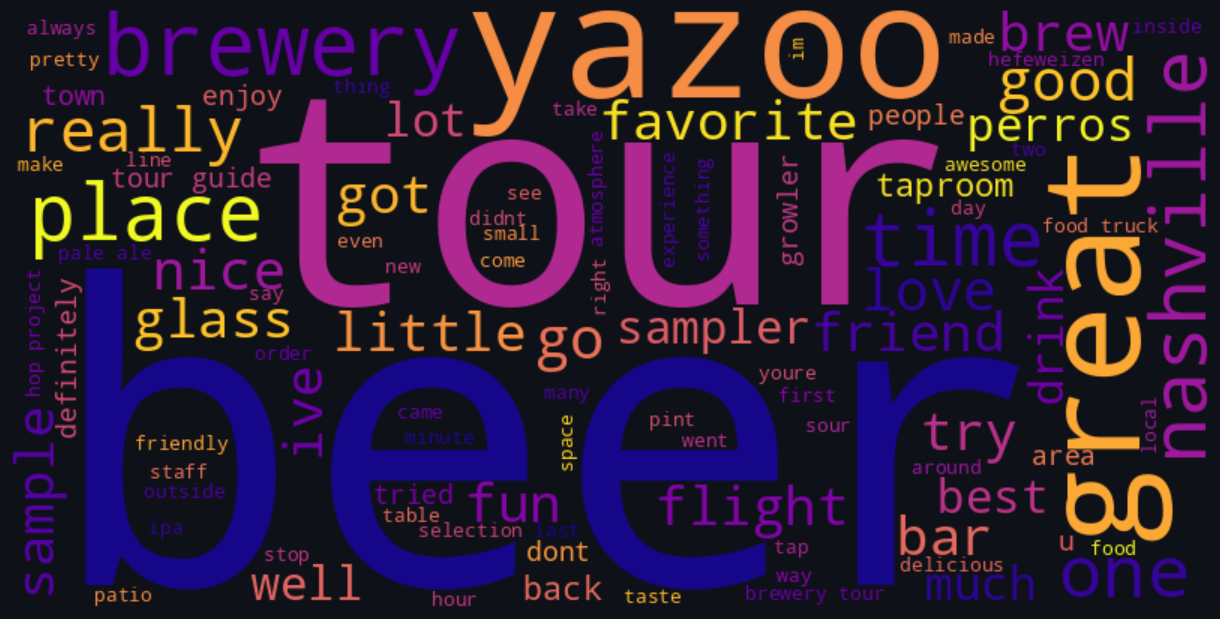 always
brewery
yazoo
im
made
brew
inside
pretty
hefeweizen
town
enjoy
thing
good
really
lot
take
favorite
people
perros
nashville
make
line
tour guide
tour
two
awesome
place
got
see
didnt
small
even
come
new
right
atmosphere
experience
something
growler
taproom
day
great
pale ale
nice
say
time
food truck
love
hop project
definitely
glass
little
go
sampler
friend
drink
order
ive
beer
many
youre
first
sour
local
came
minute
space
pint
went
try
around
area
friendly
staff
outside
ipa
sample
tried
table
fun
selection
last
flight
best
bar
u
food
stop
dont
tap
delicious
patio
well
hour
back
taste
way
brewery tour
much
one